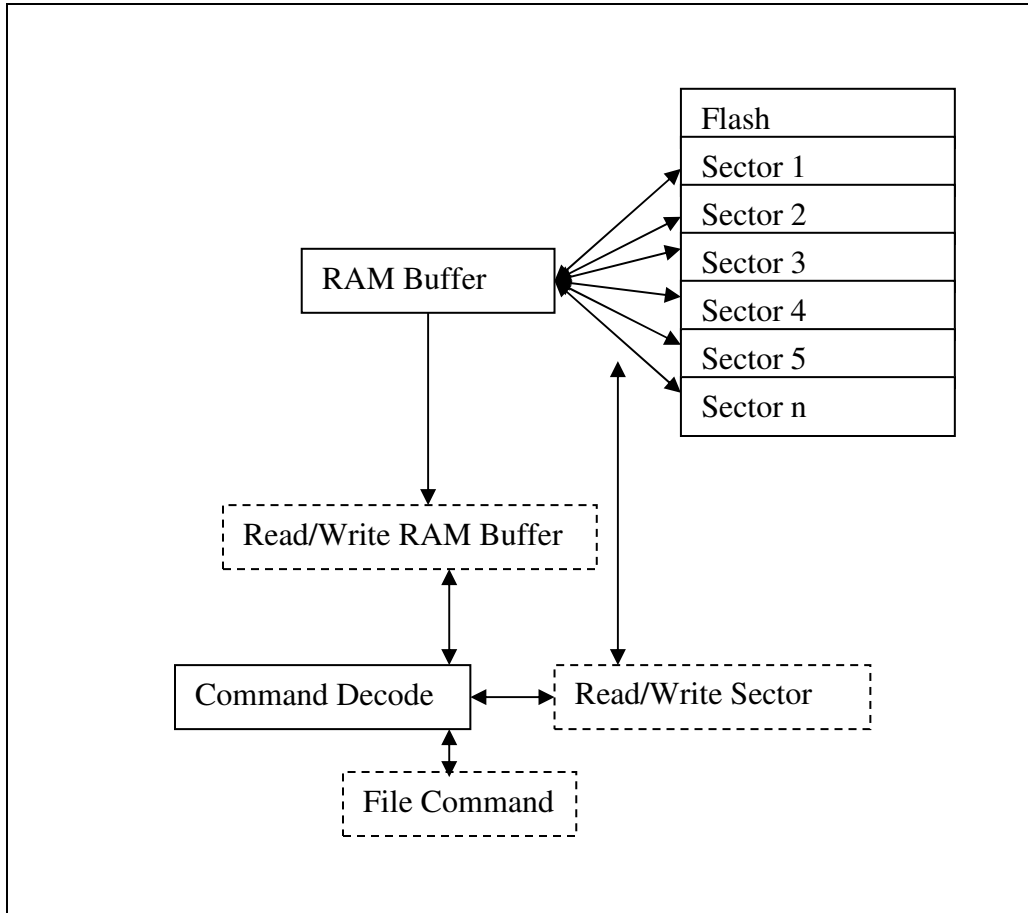 Flash
Sector 1
Sector 2
RAM Buffer
Sector 3
Sector 4
Sector 5
Sector n
Read/Write RAM Buffer
Command Decode
Read/Write Sector
File Command